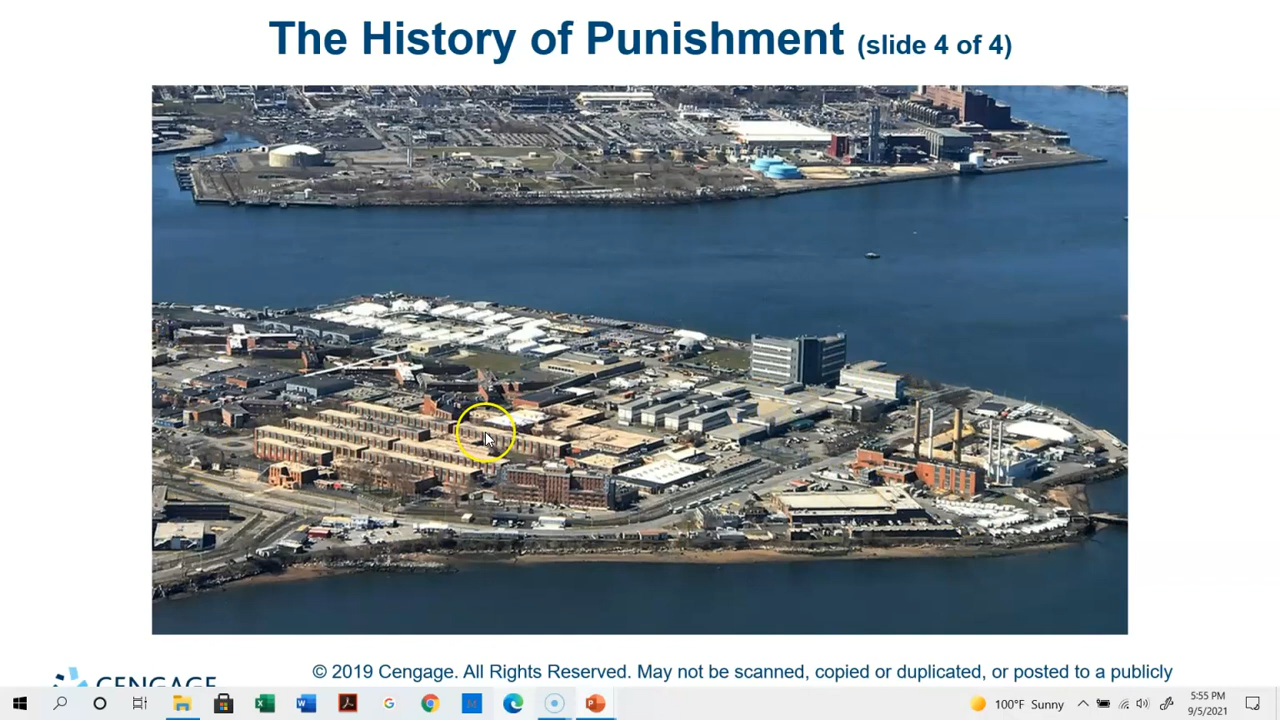 The History of Punishment (slide 4 of 4)
CENGAGE
© 2019 Cengage. All Rights Reserved. May not be scanned, copied or duplicated, or posted to a publicly
100°F Sunny
5:55 PM
9/5/2021